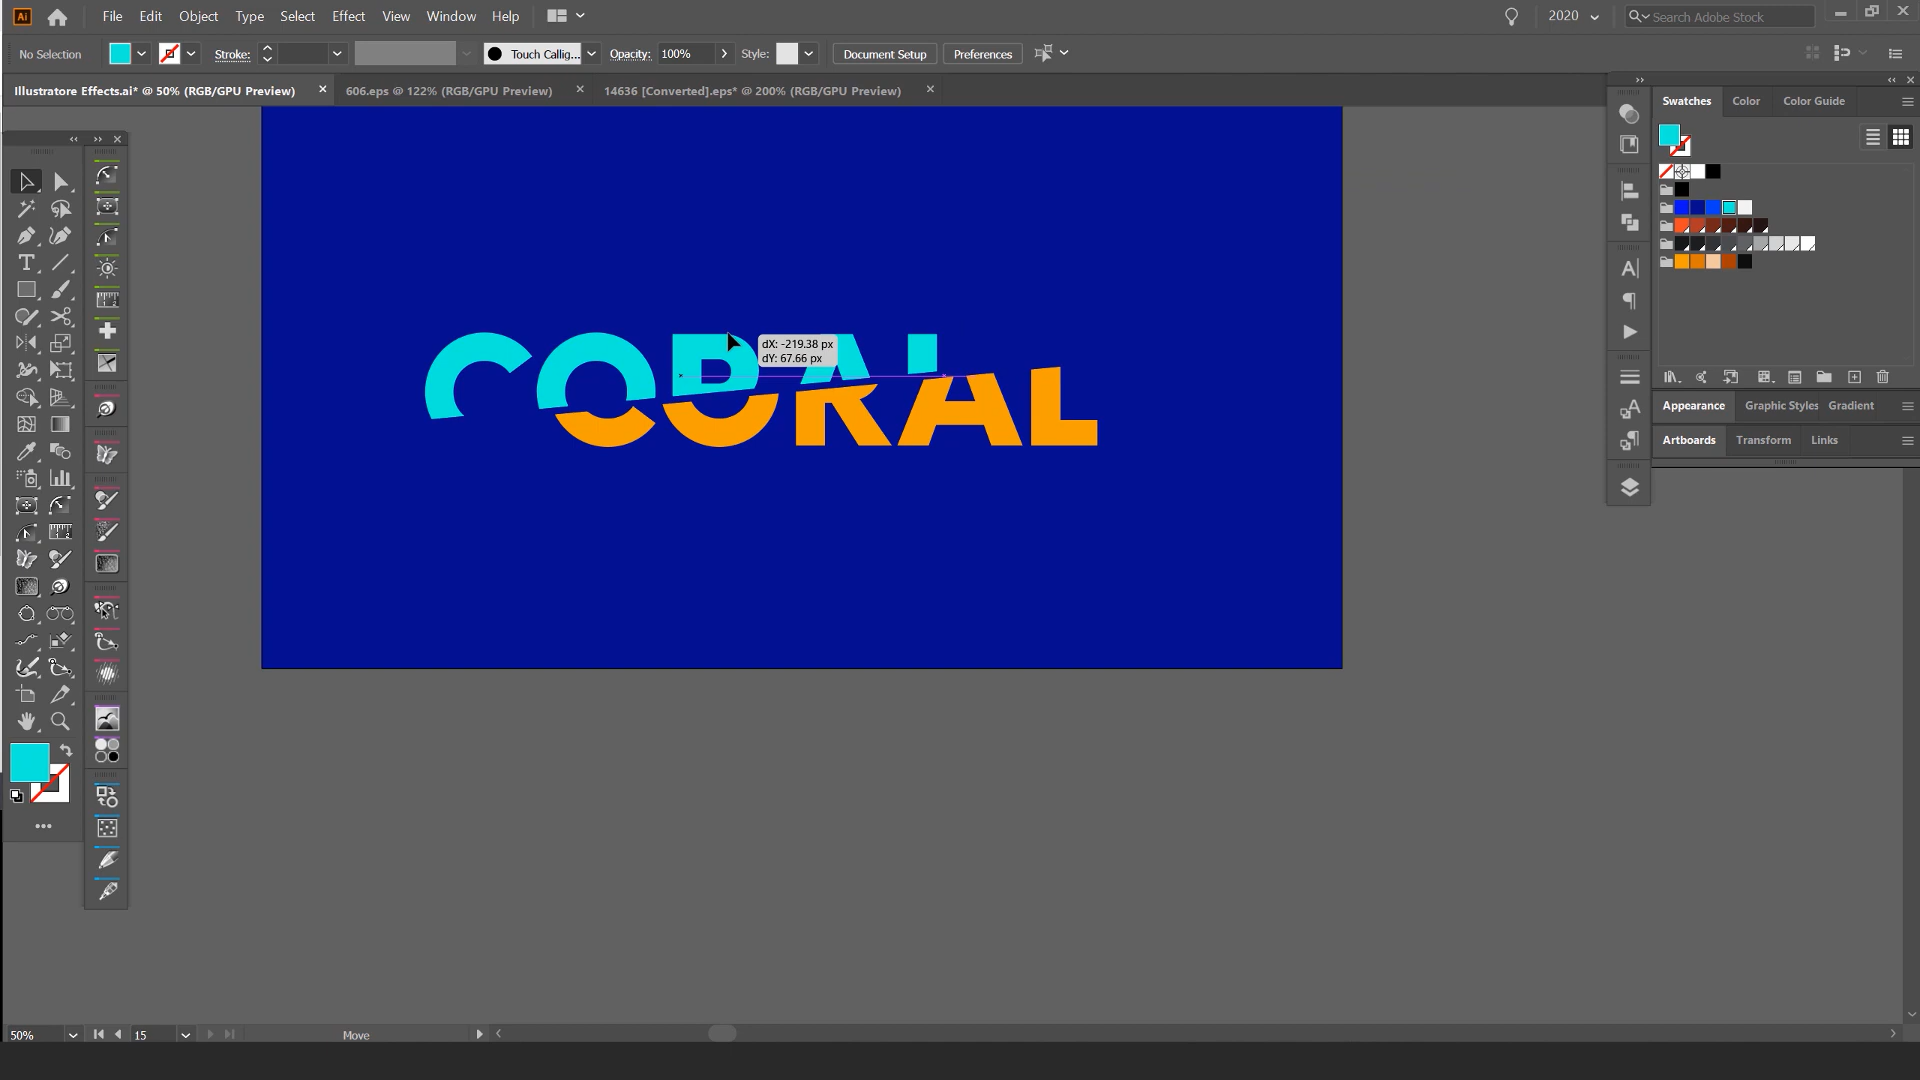 Ai File Edit Object Type Select Effect View Window Help 2020 Search Adobe Stock
No Selection Stroke: Touch Callig... Opacity: 100% Style: Document Setup Preferences
Illustratore Effects.ai* @ 50% (RGB/GPU Preview) 606.eps @ 122% (RGB/GPU Preview) 14636 [Converted].eps* @ 200% (RGB/GPU Preview)
Swatches Color Color Guide
dX: -219.38 px
dY: 67.66 px
CORAL
Appearance Graphic Styles Gradient
Artboards Transform Links
50% 15 Move